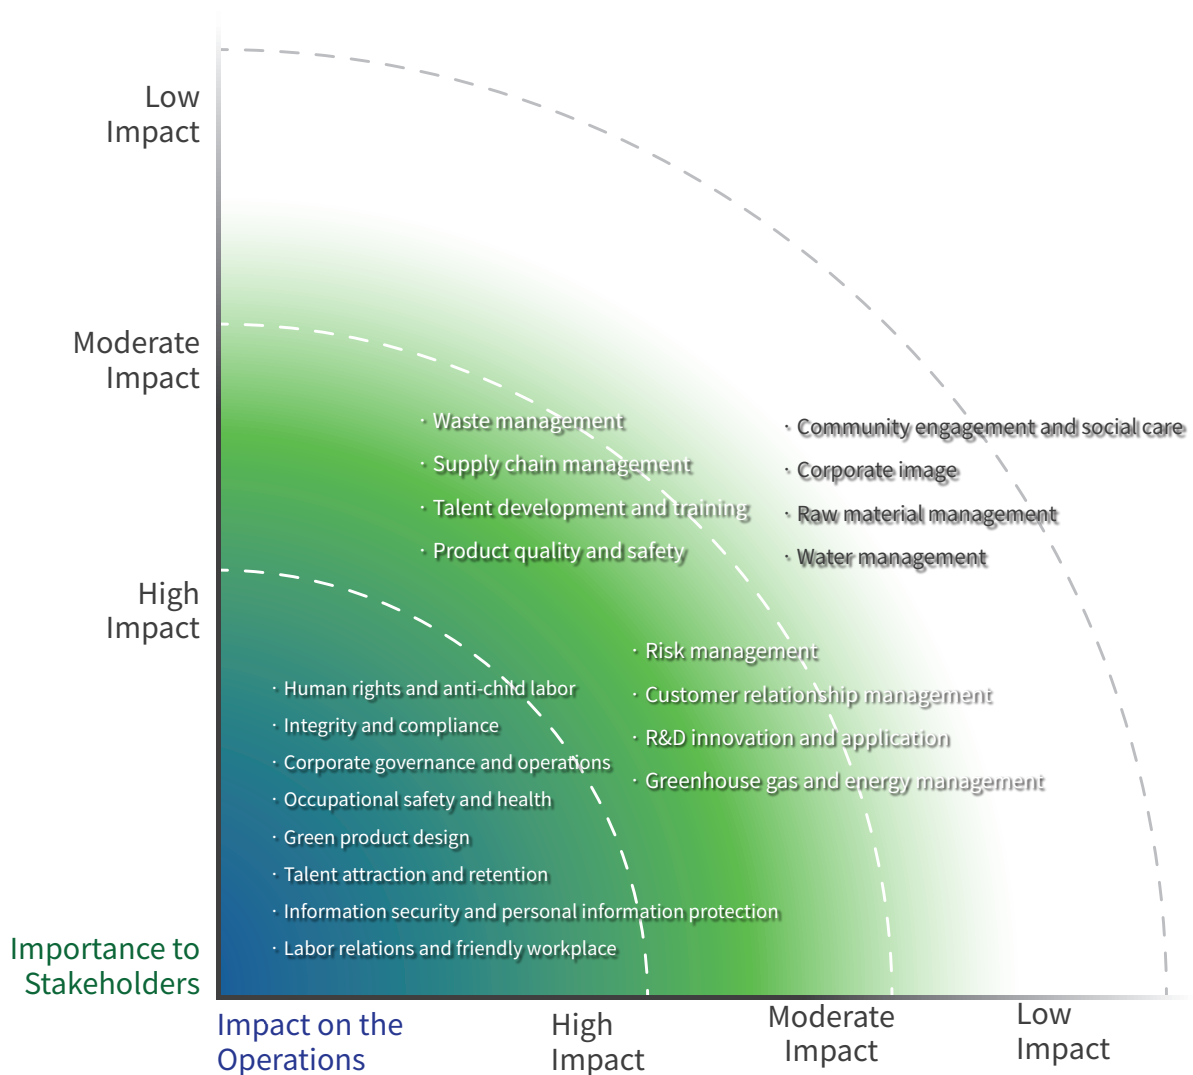 Low
Impact
Moderate
Impact
· Waste management
· Supply chain management
· Talent development and training
· Product quality and safety
· Community engagement and social care
· Corporate image
· Raw material management
· Water management
High
Impact
· Risk management
· Customer relationship management
· R&D innovation and application
· Greenhouse gas and energy management
· Human rights and anti-child labor
· Integrity and compliance
· Corporate governance and operations
· Occupational safety and health
· Green product design
· Talent attraction and retention
· Information security and personal information protection
· Labor relations and friendly workplace
Importance to
Stakeholders
Impact on the
Operations
High
Impact
Moderate
Impact
Low
Impact